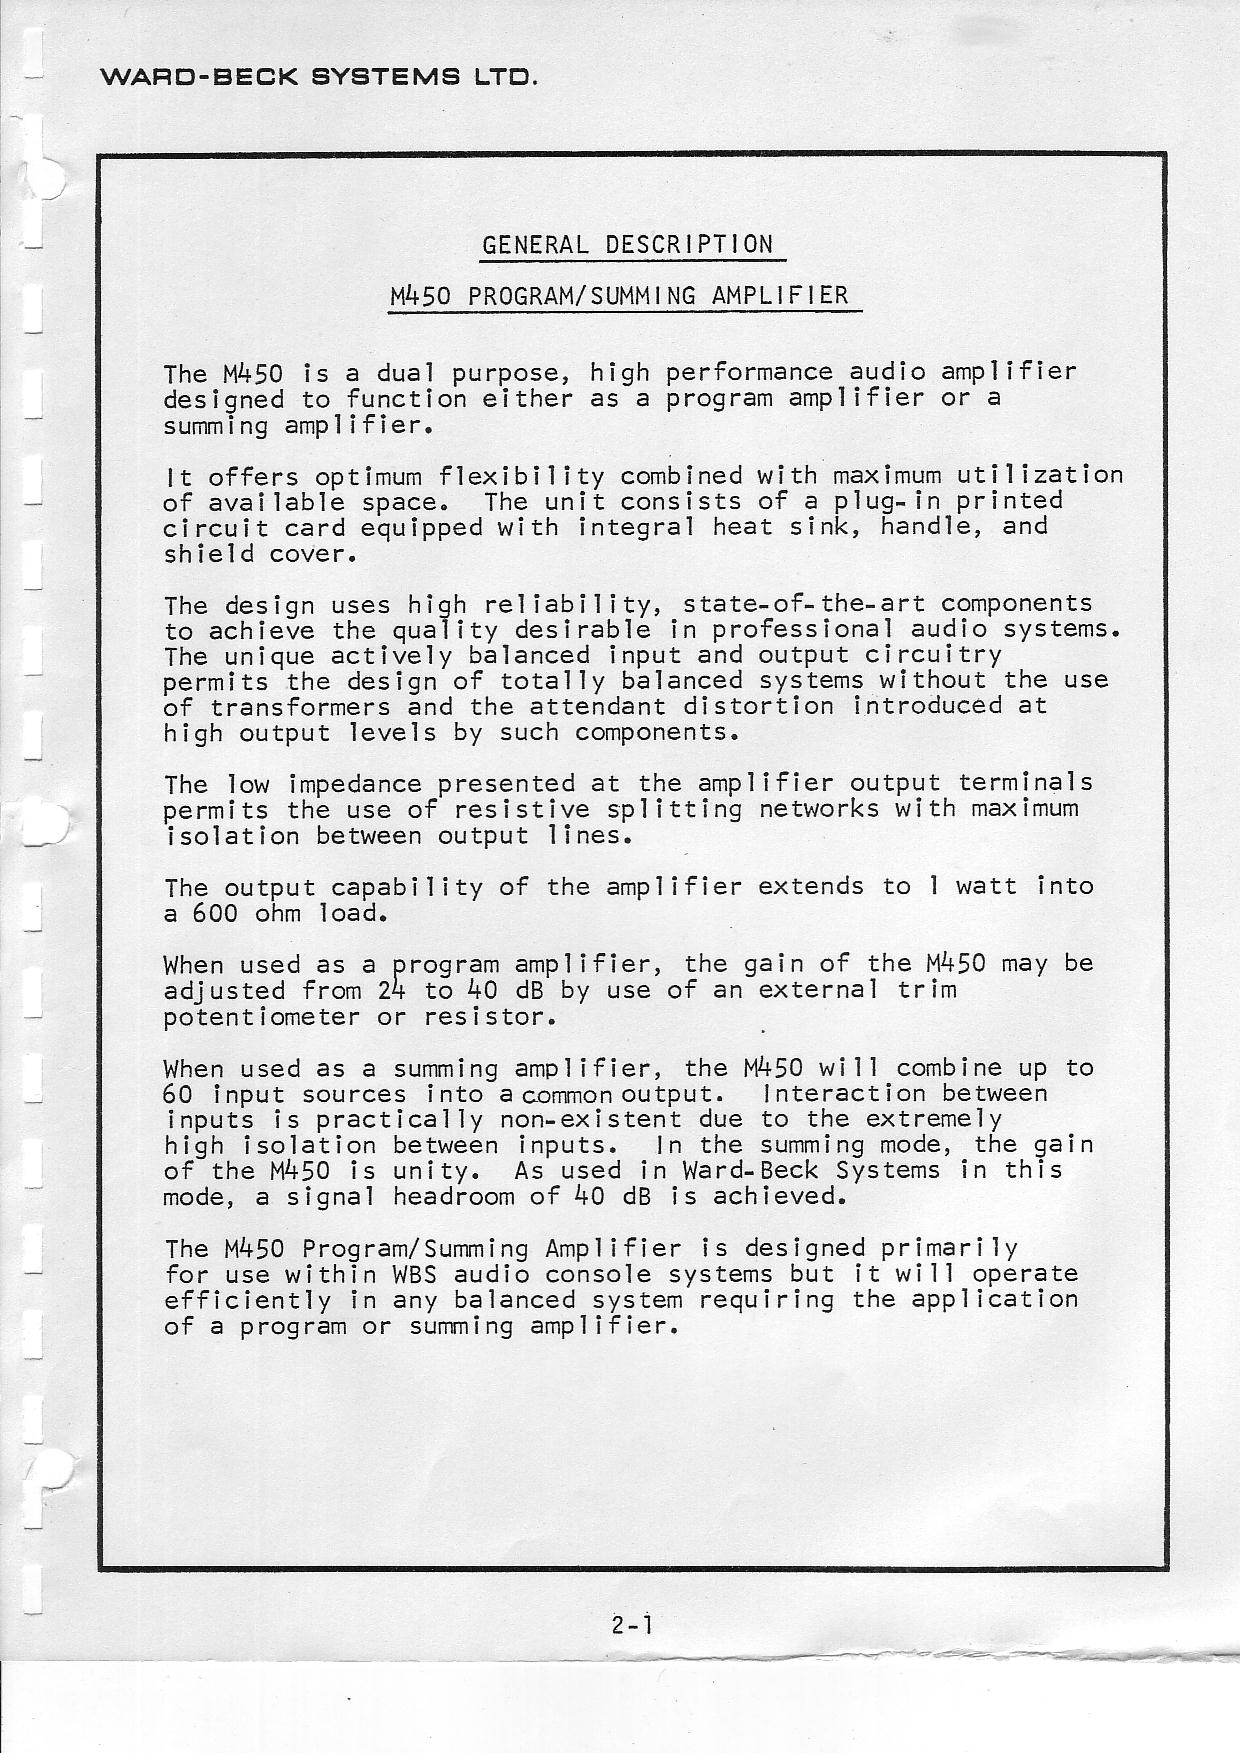 WARD-BECK SYSTEMS LTD.
GENERAL DESCRIPTION
M450 PROGRAM/SUMMING AMPLIFIER
The M450 is a dual purpose, high performance audio amplifier
designed to function either as a program amplifier or a
summing amplifier.
It offers optimum flexibility combined with maximum utilization
of available space. The unit consists of a plug-in printed
circuit card equipped with integral heat sink, handle, and
shield cover.
The design uses high reliability, state-of-the-art components
to achieve the quality desirable in professional audio systems.
The unique actively balanced input and output circuitry
permits the design of totally balanced systems without the use
of transformers and the attendant distortion introduced at
high output levels by such components.
The low impedance presented at the amplifier output terminals
permits the use of resistive splitting networks with maximum
isolation between output lines.
The output capability of the amplifier extends to 1 watt into
a 600 ohm load.
When used as a program amplifier, the gain of the M450 may be
adjusted from 24 to 40 dB by use of an external trim
potentiometer or resistor.
When used as a summing amplifier, the M450 will combine up to
60 input sources into a common output. Interaction between
inputs is practically non-existent due to the extremely
high isolation between inputs. In the summing mode, the gain
of the M450 is unity. As used in Ward-Beck Systems in this
mode, a signal headroom of 40 dB is achieved.
The M450 Program/Summing Amplifier is designed primarily
for use within WBS audio console systems but it will operate
efficiently in any balanced system requiring the application
of a program or summing amplifier.
2-1